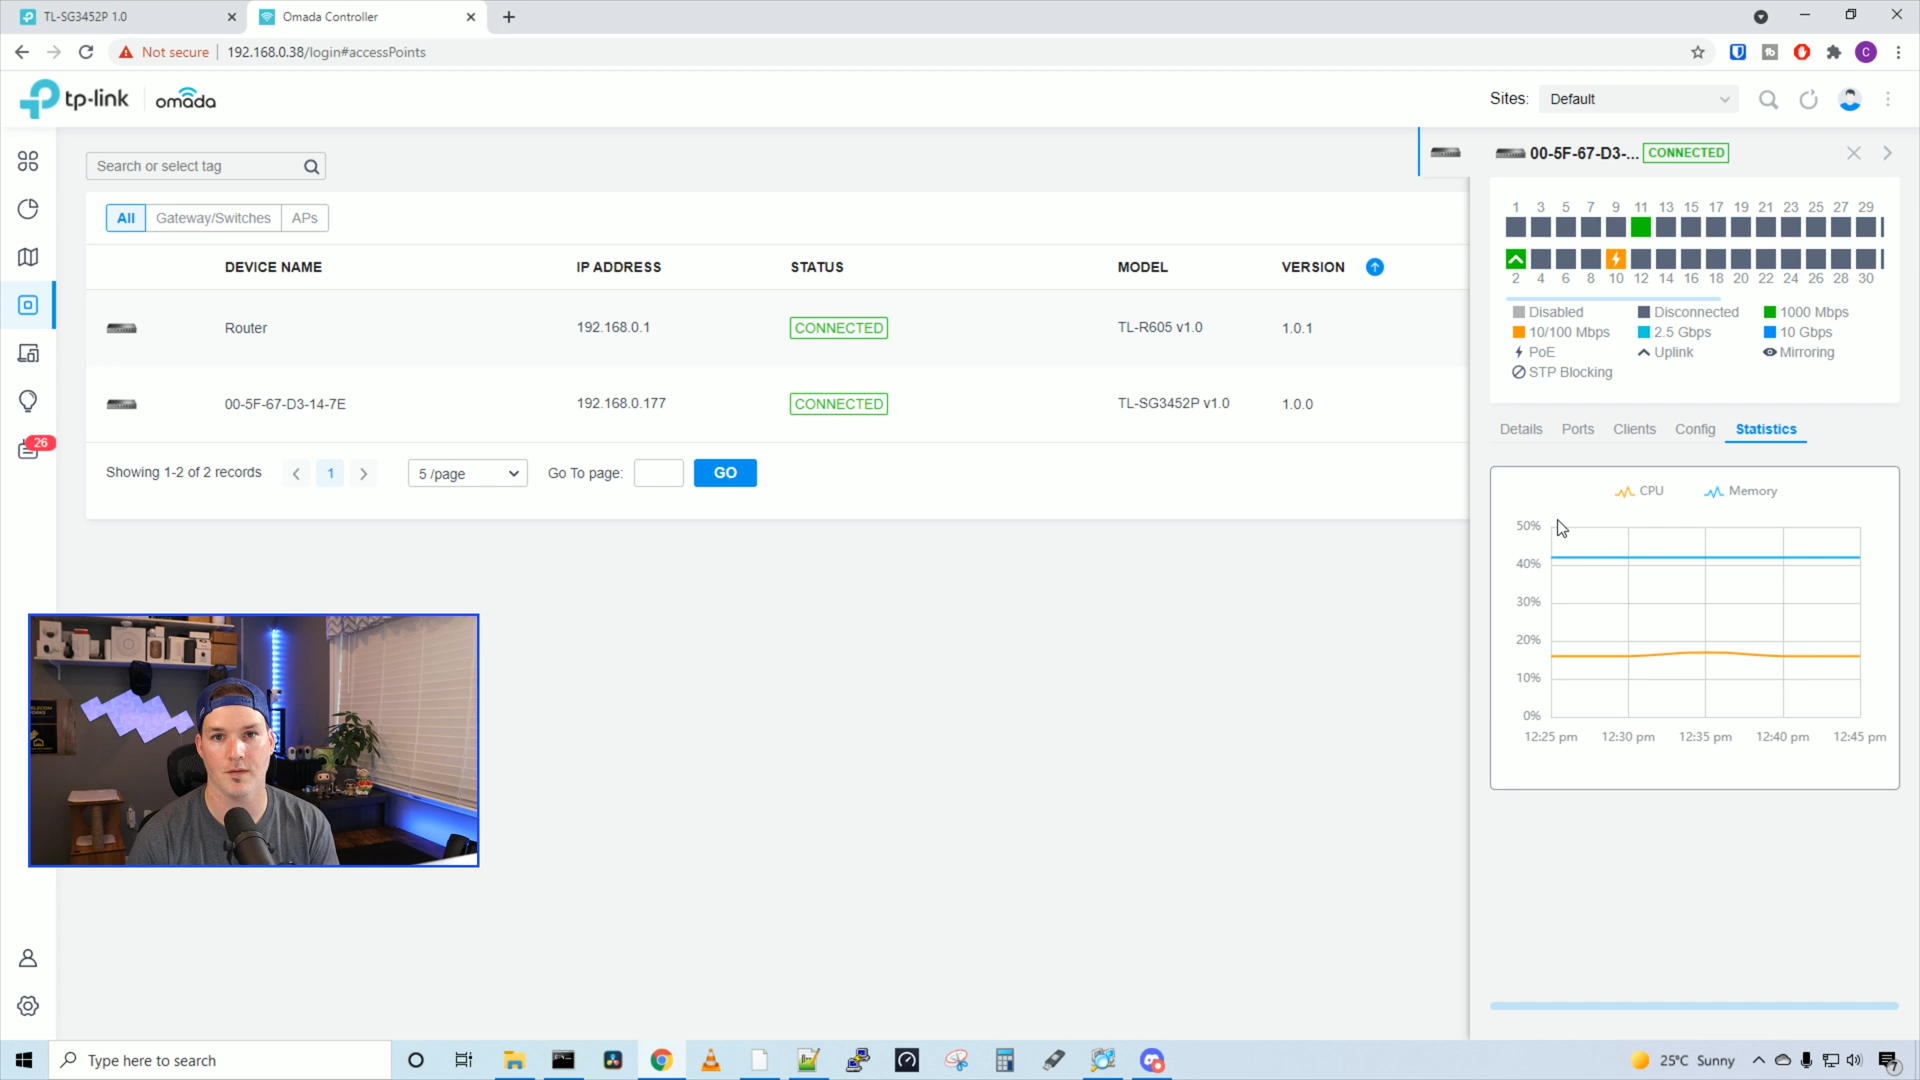 TL-SG3452P 1.0
Omada Controller
Not secure
192.168.0.38/login#accessPoints
C
tp-link
omada
Sites:
Default
Search or select tag
All
Gateway/Switches
APs
DEVICE NAME
IP ADDRESS
STATUS
MODEL
VERSION
Router
192.168.0.1
CONNECTED
TL-R605 v1.0
1.0.1
00-5F-67-D3-14-7E
192.168.0.177
CONNECTED
TL-SG3452P v1.0
1.0.0
Showing 1-2 of 2 records
1
5 /page
Go To page:
GO
26
00-5F-67-D3-...
CONNECTED
1 3 5 7 9 11 13 15 17 19 21 23 25 27 29
2 4 6 8 10 12 14 16 18 20 22 24 26 28 30
Disabled
Disconnected
1000 Mbps
10/100 Mbps
2.5 Gbps
10 Gbps
PoE
Uplink
Mirroring
STP Blocking
Details
Ports
Clients
Config
Statistics
CPU
Memory
50%
40%
30%
20%
10%
0%
12:25 pm
12:30 pm
12:35 pm
12:40 pm
12:45 pm
Type here to search
25°C Sunny
7